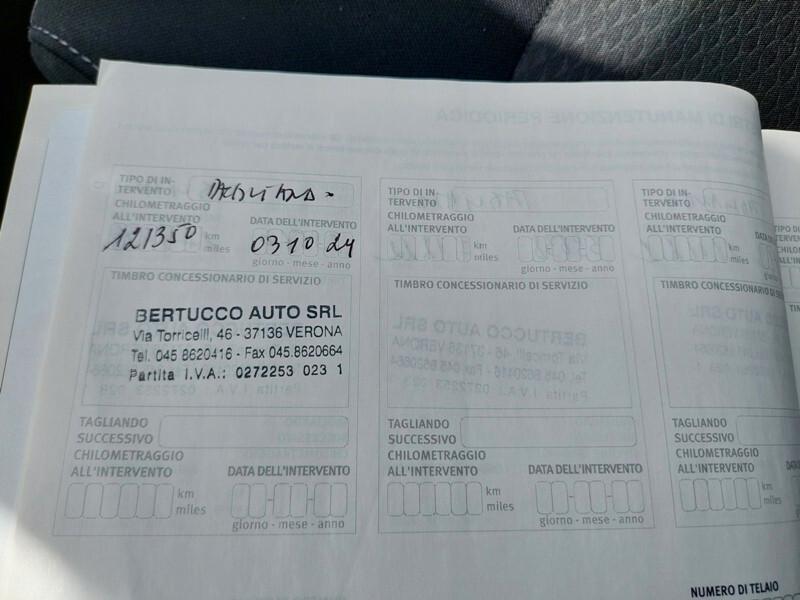 TIPO DI IN-
TERVENTO
CHILOMETRAGGIO
ALL'INTERVENTO DATA DELL'INTERVENTO
121350 km
miles
03 10 24
giorno - mese - anno
TIMBRO CONCESSIONARIO DI SERVIZIO
BERTUCCO AUTO SRL
Via Torricelli, 46 - 37136 VERONA
Tel. 045 8620416 - Fax 045.8620664
Partita I.V.A.: 0272253 023 1
TAGLIANDO
SUCCESSIVO
CHILOMETRAGGIO
ALL'INTERVENTO DATA DELL'INTERVENTO
km
miles
giorno - mese - anno
TIPO DI IN-
TERVENTO
CHILOMETRAGGIO
ALL'INTERVENTO DATA DELL'INTERVENTO
km
miles
giorno - mese - anno
TIMBRO CONCESSIONARIO DI SERVIZIO
TAGLIANDO
SUCCESSIVO
CHILOMETRAGGIO
ALL'INTERVENTO DATA DELL'INTERVENTO
km
miles
giorno - mese - anno
TIPO DI IN-
TERVENTO
CHILOMETRAGGIO
ALL'INTERVENTO
km
miles
TIMBRO CONCESSIONARIO DI
TAGLIANDO
SUCCESSIVO
CHILOMETRAGGIO
ALL'INTERVENTO
km
miles
NUMERO DI TELAIO